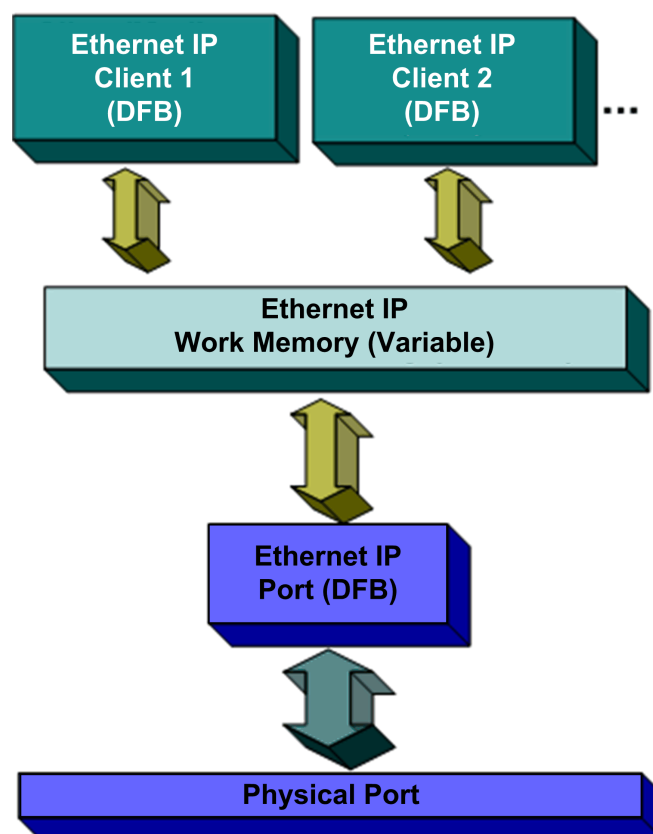 Ethernet IP
Client 1
(DFB)
Ethernet IP
Client 2
(DFB)
...
Ethernet IP
Work Memory (Variable)
Ethernet IP
Port (DFB)
Physical Port